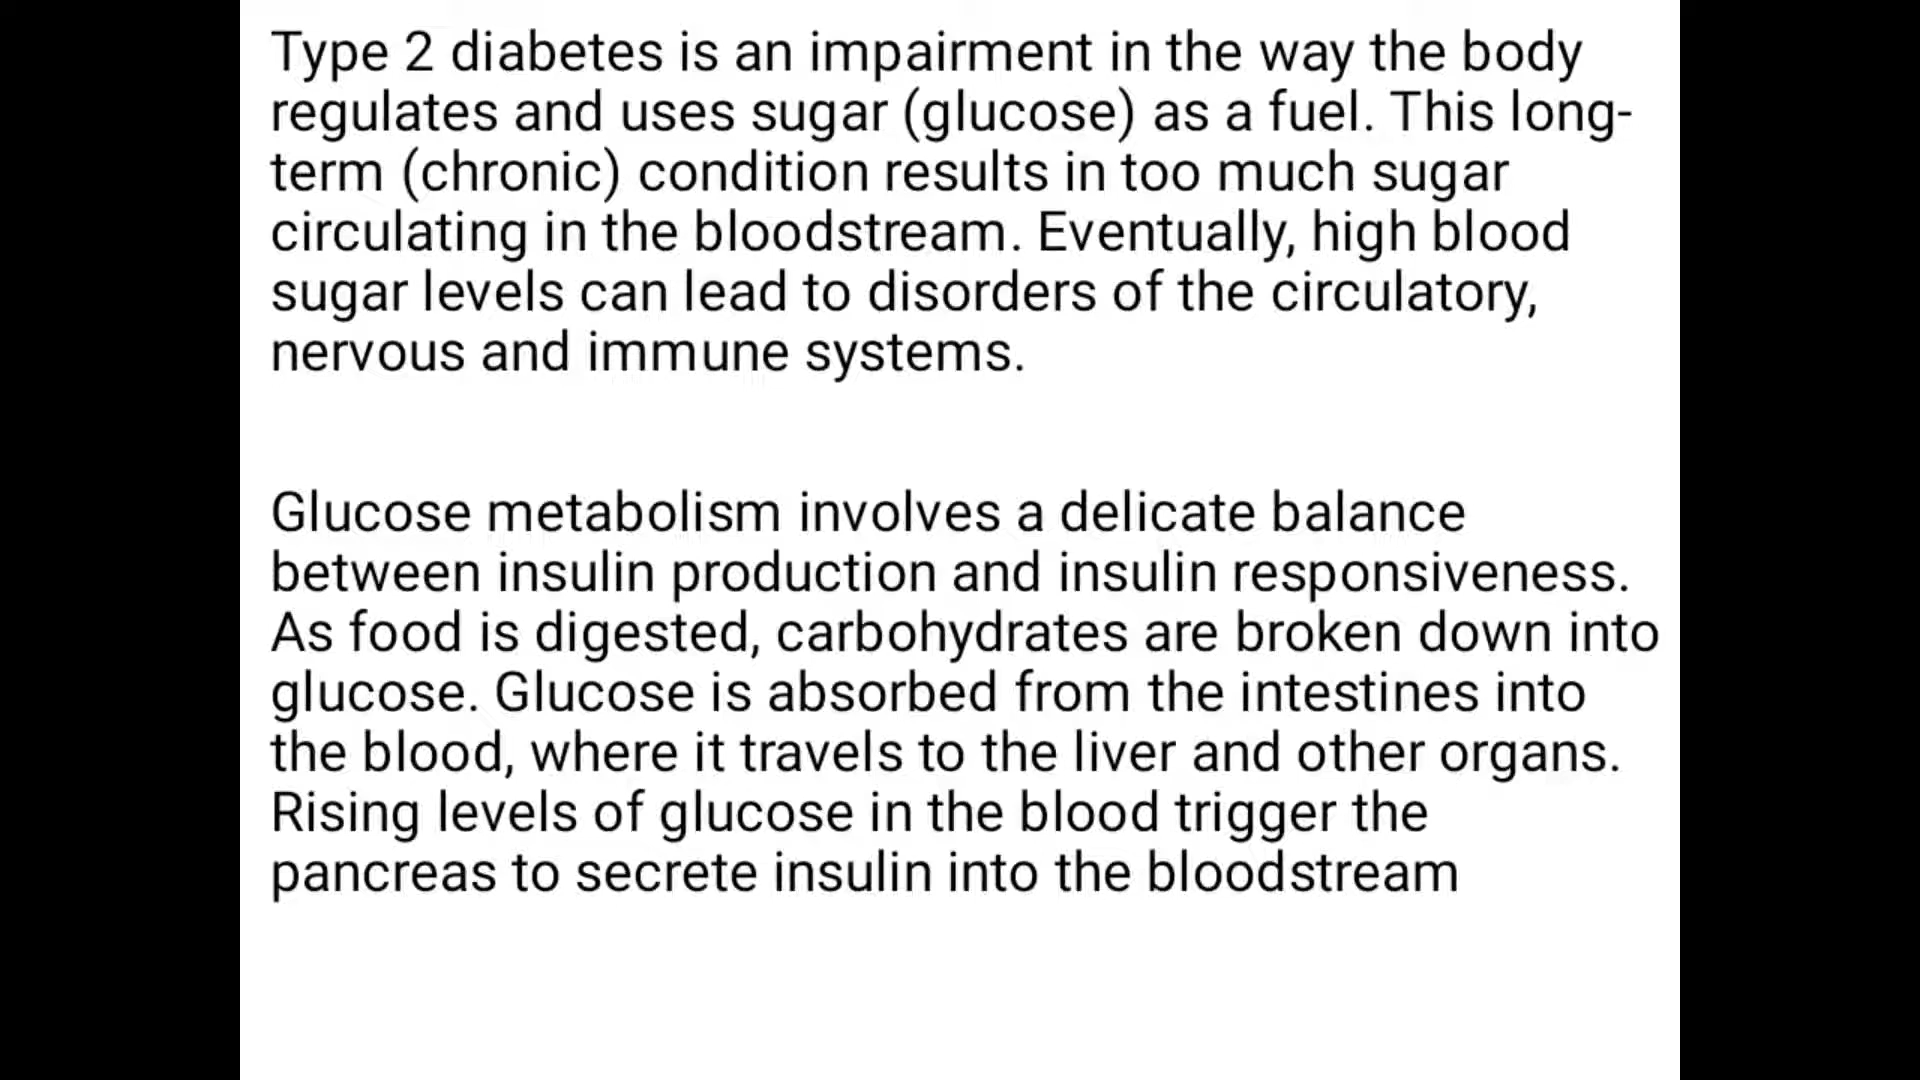 Type 2 diabetes is an impairment in the way the body
regulates and uses sugar (glucose) as a fuel. This long-
term (chronic) condition results in too much sugar
circulating in the bloodstream. Eventually, high blood
sugar levels can lead to disorders of the circulatory,
nervous and immune systems.
Glucose metabolism involves a delicate balance
between insulin production and insulin responsiveness.
As food is digested, carbohydrates are broken down into
glucose. Glucose is absorbed from the intestines into
the blood, where it travels to the liver and other organs.
Rising levels of glucose in the blood trigger the
pancreas to secrete insulin into the bloodstream